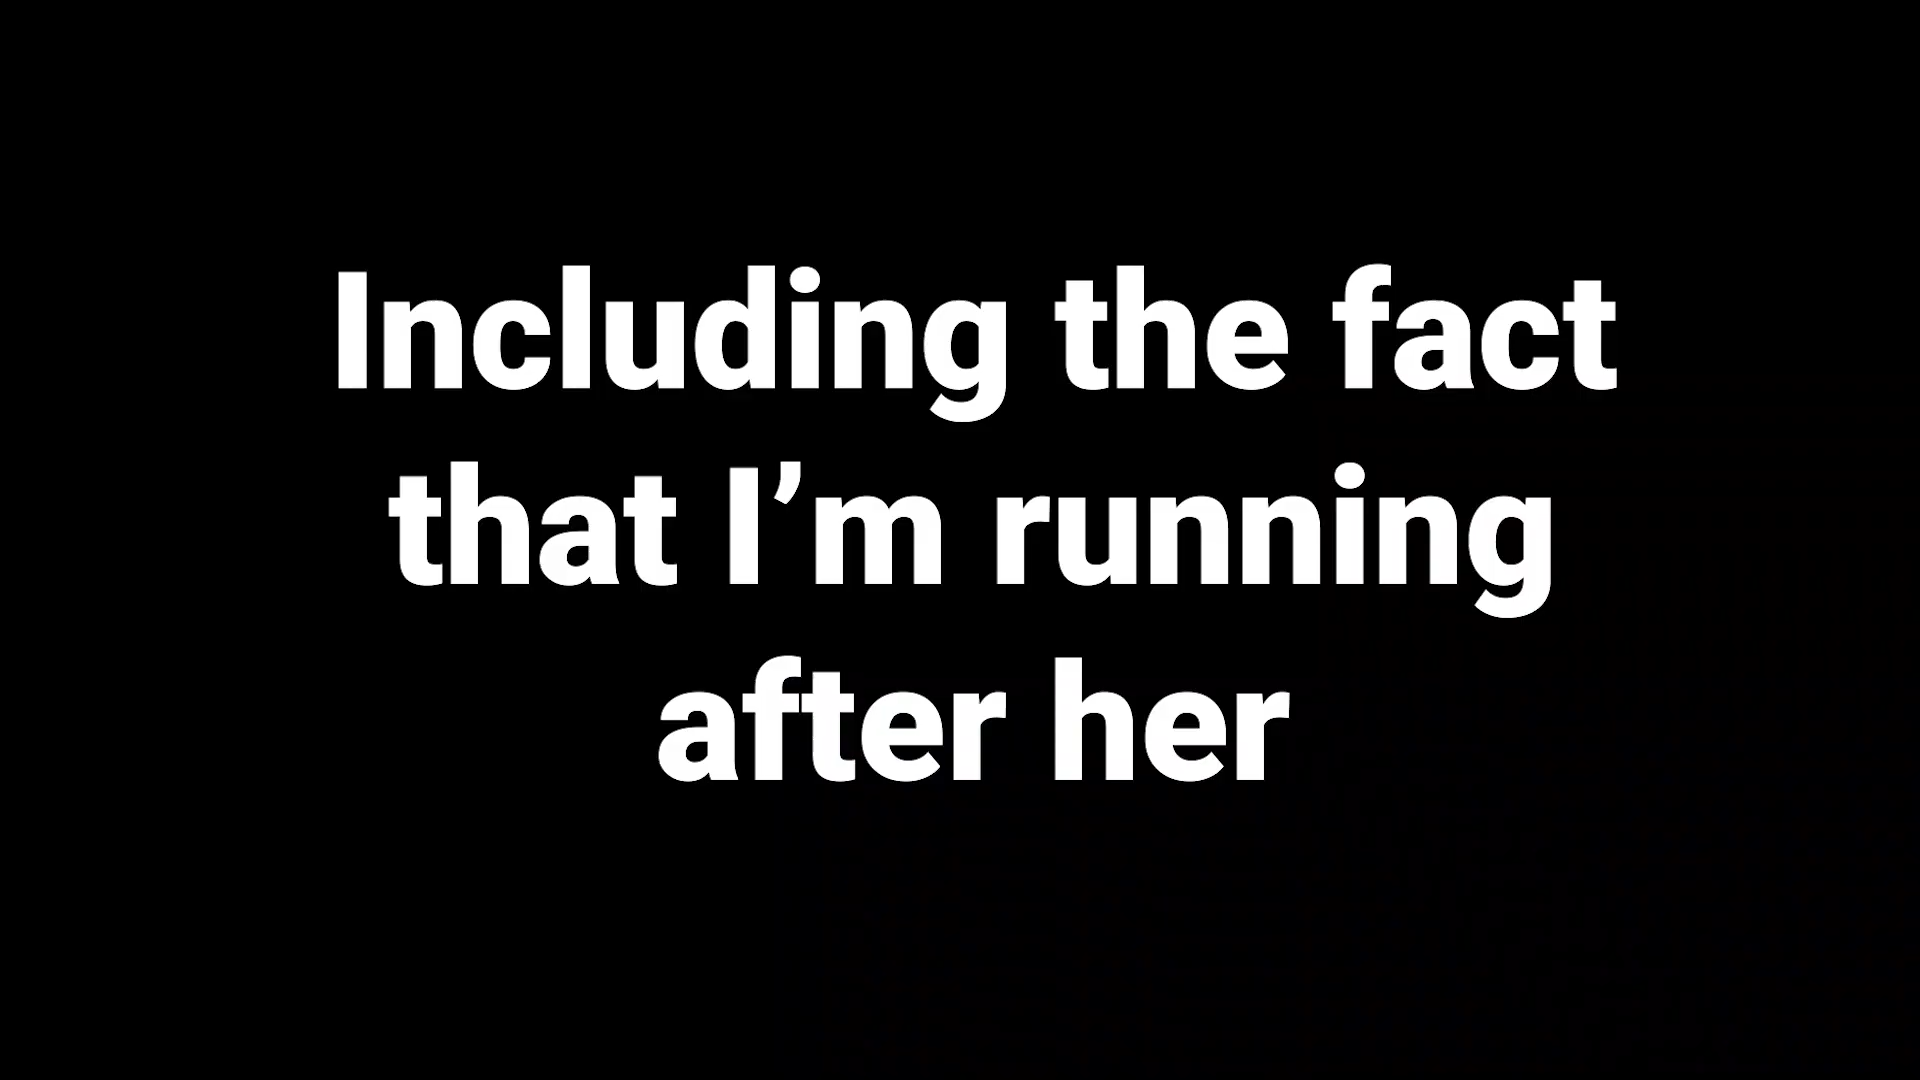 Including the fact
that I’m running
after her